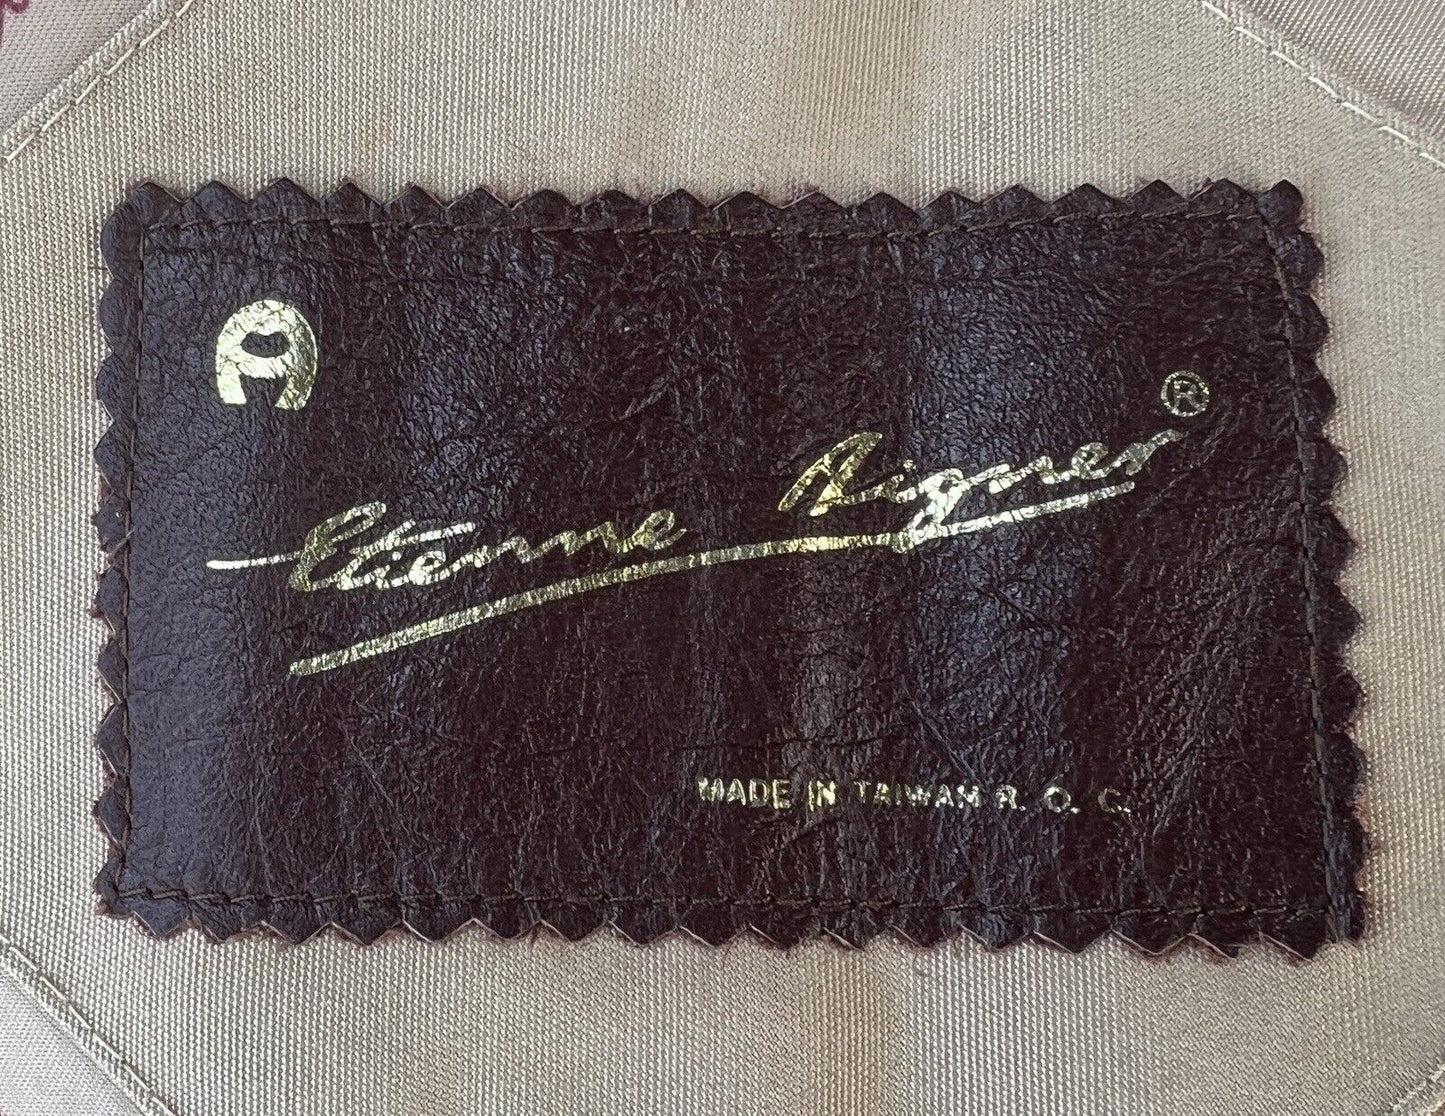 A
Etienne Aigner ®
MADE IN TAIWAN R. O. C.